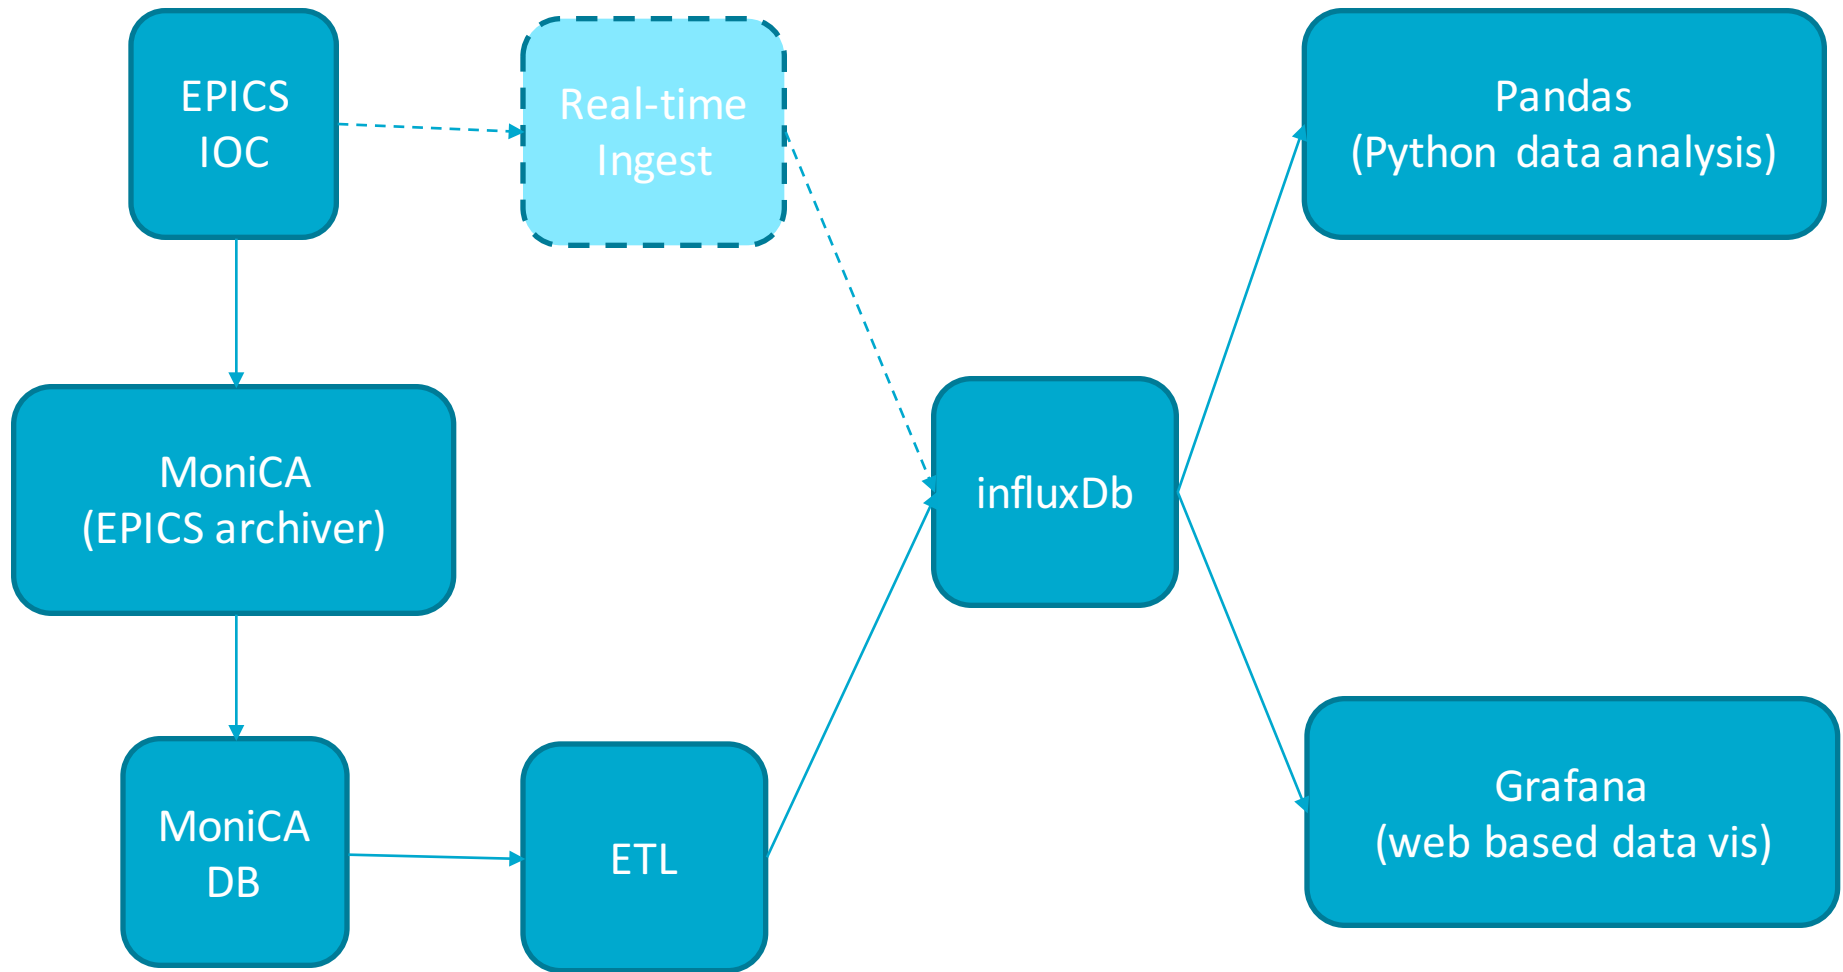 EPICS
IOC
Real-time
Ingest
Pandas
(Python data analysis)
MoniCA
(EPICS archiver)
influxDb
MoniCA
DB
ETL
Grafana
(web based data vis)